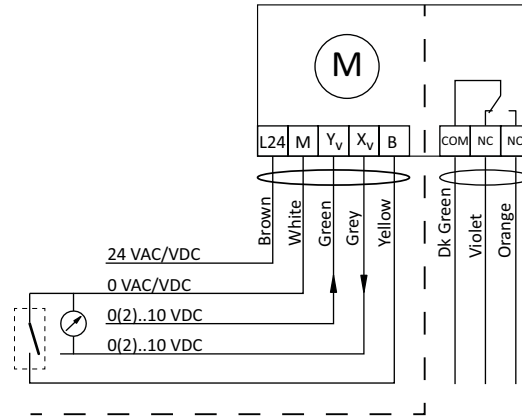 M
L24 M Yv Xv B COM NC NO
Brown
White
Green
Grey
Yellow
Dk Green
Violet
Orange
24 VAC/VDC
0 VAC/VDC
0(2)..10 VDC
0(2)..10 VDC